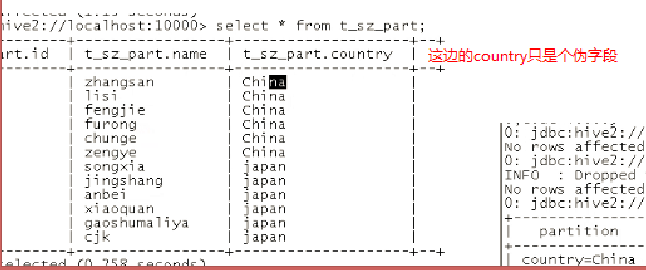 hive2://localhost:10000> select * from t_sz_part;
art.id | t_sz_part.name | t_sz_part.country | 这边的country只是个伪字段
| zhangsan | China |
| lisi | China |
| fengjie | China |
| furong | China |
| chunge | China |
| zengye | China |
| songxia | japan |
| jingshang | japan |
| anbei | japan |
| xiaoquan | japan |
| gaoshumaliya | japan |
| cjk | japan |
selected (0.758 seconds)
0: jdbc:hive2://
No rows affected
0: jdbc:hive2://
INFO : Dropped
No rows affected
0: jdbc:hive2://
| partition
| country=China